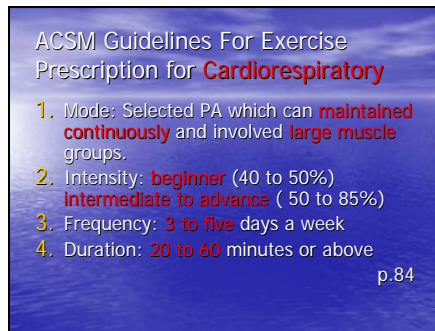 ACSM Guidelines For Exercise
Prescription for Cardiorespiratory
1. Mode: Selected PA which can maintained
continuously and involved large muscle
groups.
2. Intensity: beginner (40 to 50%)
intermediate to advance ( 50 to 85%)
3. Frequency: 3 to five days a week
4. Duration: 20 to 60 minutes or above
p.84